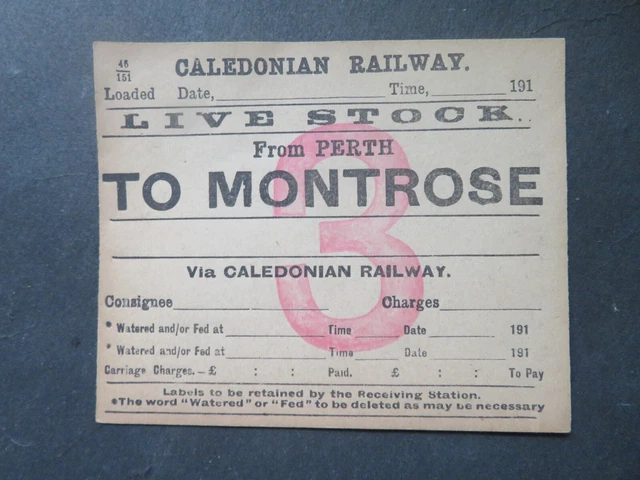 46
151
CALEDONIAN RAILWAY.
Loaded Date, Time, 191
LIVE STOCK.
3
From PERTH
TO MONTROSE
Via CALEDONIAN RAILWAY.
Consignee Charges
* Watered and/or Fed at Time Date 191
* Watered and/or Fed at Time Date 191
Carriage Charges.—£ : : Paid. £ : : To Pay
Labels to be retained by the Receiving Station.
*The word "Watered" or "Fed" to be deleted as may be necessary